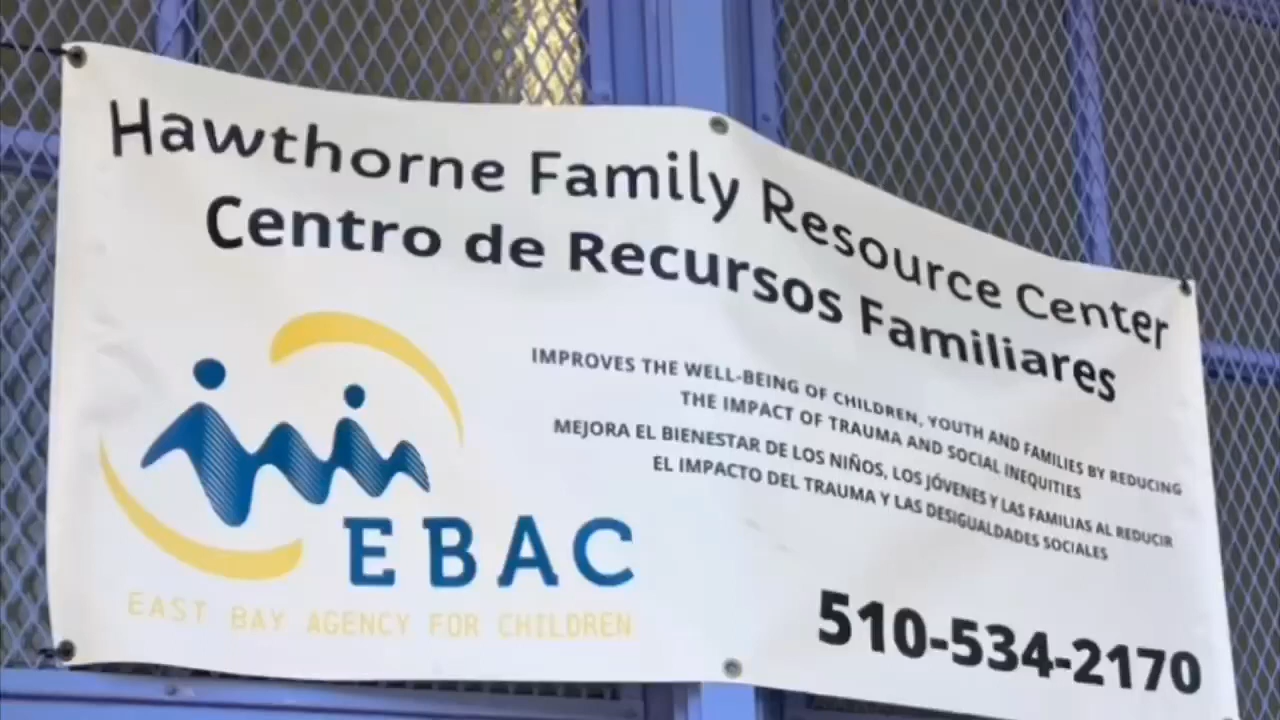 Hawthorne Family Resource Center
Centro de Recursos Familiares
IMPROVES THE WELL-BEING OF CHILDREN, YOUTH AND FAMILIES BY REDUCING
THE IMPACT OF TRAUMA AND SOCIAL INEQUITIES
MEJORA EL BIENESTAR DE LOS NIÑOS, LOS JÓVENES Y LAS FAMILIAS AL REDUCIR
EL IMPACTO DEL TRAUMA Y LAS DESIGUALDADES SOCIALES
EBAC
EAST BAY AGENCY FOR CHILDREN
510-534-2170